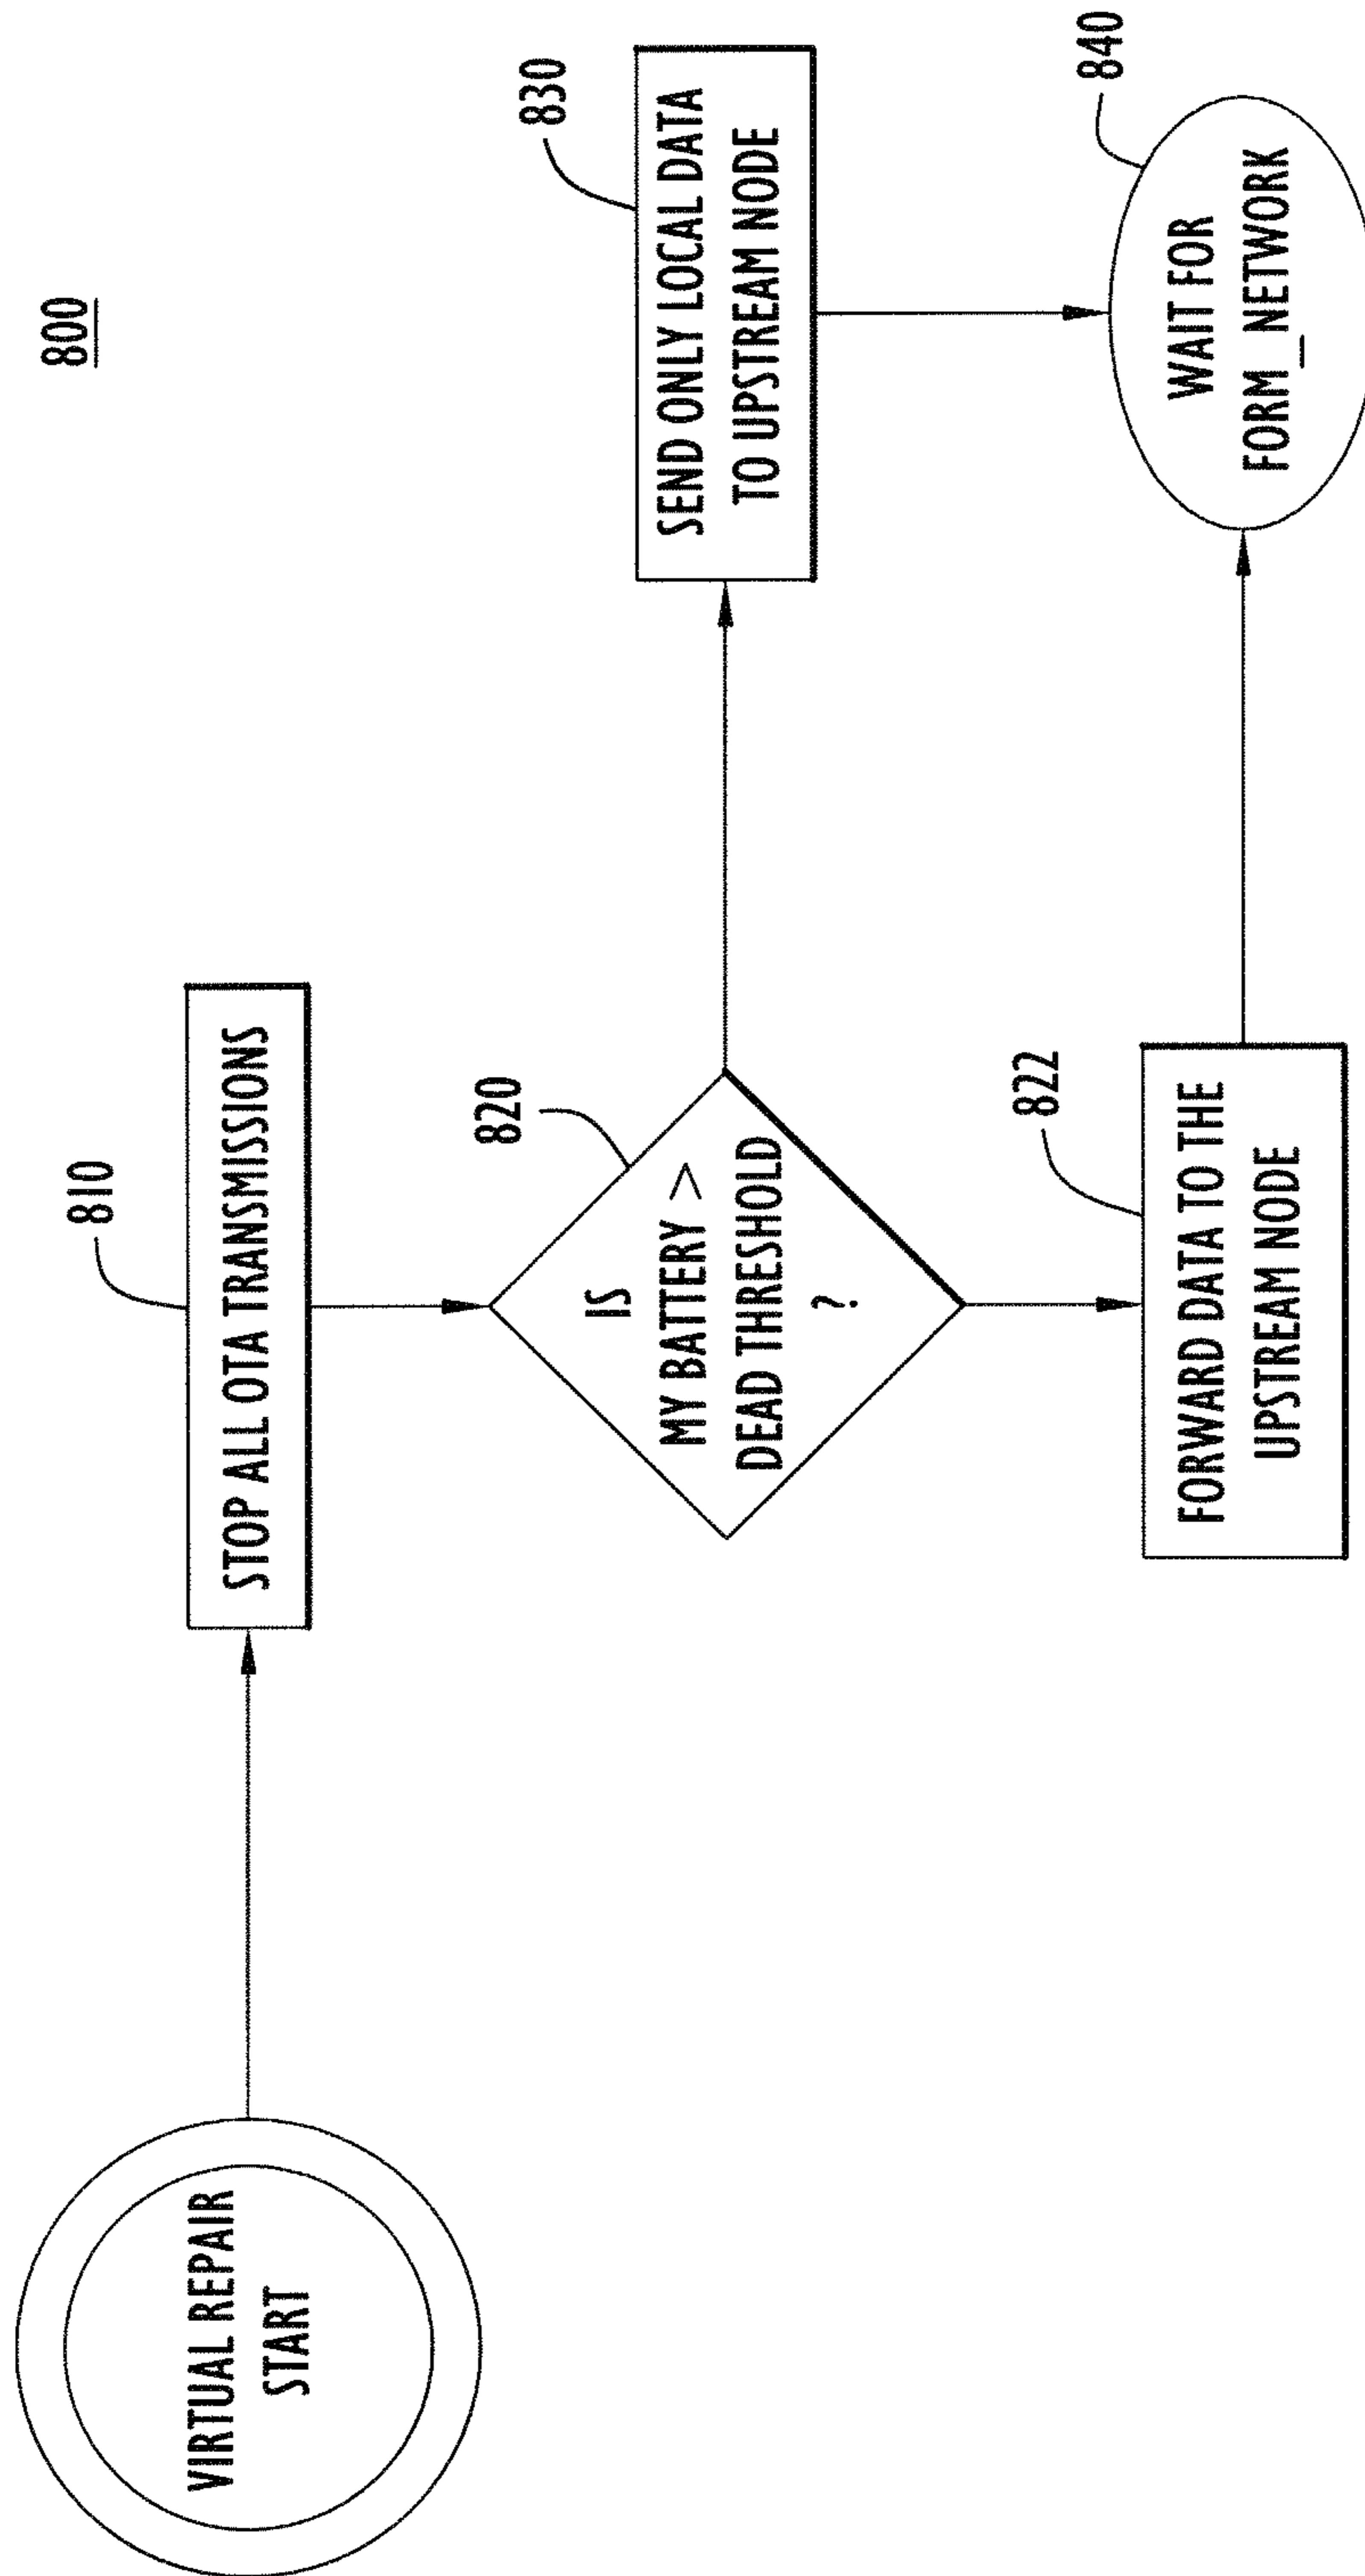 800
VIRTUAL REPAIR
START
810
STOP ALL OTA TRANSMISSIONS
820
IS
MY BATTERY >
DEAD THRESHOLD
?
830
SEND ONLY LOCAL DATA
TO UPSTREAM NODE
822
FORWARD DATA TO THE
UPSTREAM NODE
840
WAIT FOR
FORM_NETWORK